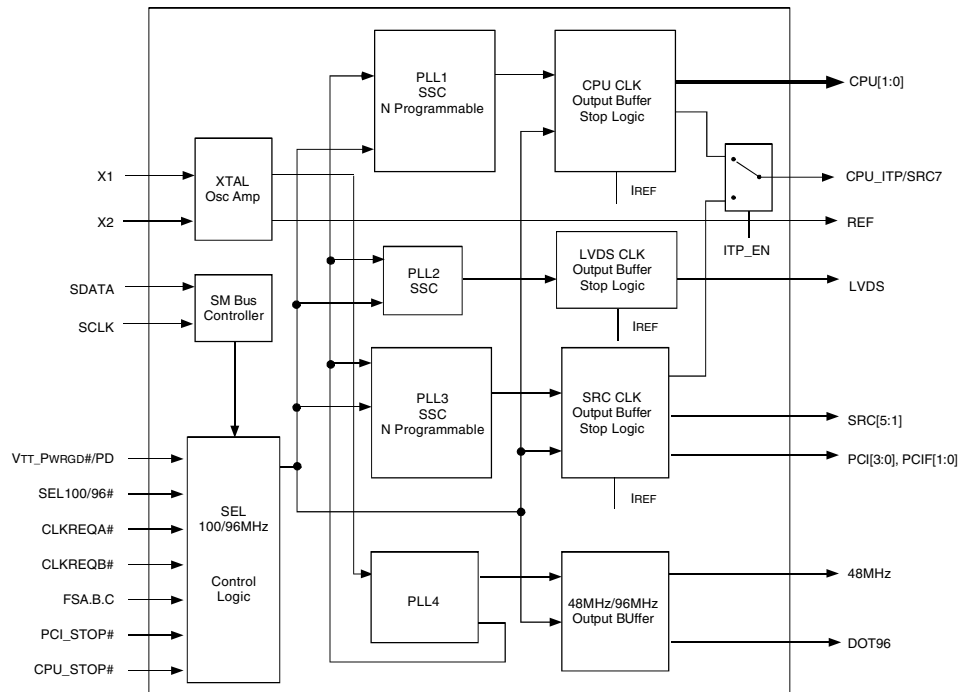 PLL1
SSC
N Programmable
CPU CLK
Output Buffer
Stop Logic
CPU[1:0]
X1
X2
XTAL
Osc Amp
IREF
CPU_ITP/SRC7
REF
ITP_EN
SDATA
SCLK
SM Bus
Controller
PLL2
SSC
LVDS CLK
Output Buffer
Stop Logic
LVDS
IREF
PLL3
SSC
N Programmable
SRC CLK
Output Buffer
Stop Logic
SRC[5:1]
PCI[3:0], PCIF[1:0]
IREF
VTT_PWRGD#/PD
SEL100/96#
CLKREQA#
CLKREQB#
FSA.B.C
PCI_STOP#
CPU_STOP#
SEL
100/96MHz
Control
Logic
PLL4
48MHz/96MHz
Output BUffer
48MHz
DOT96